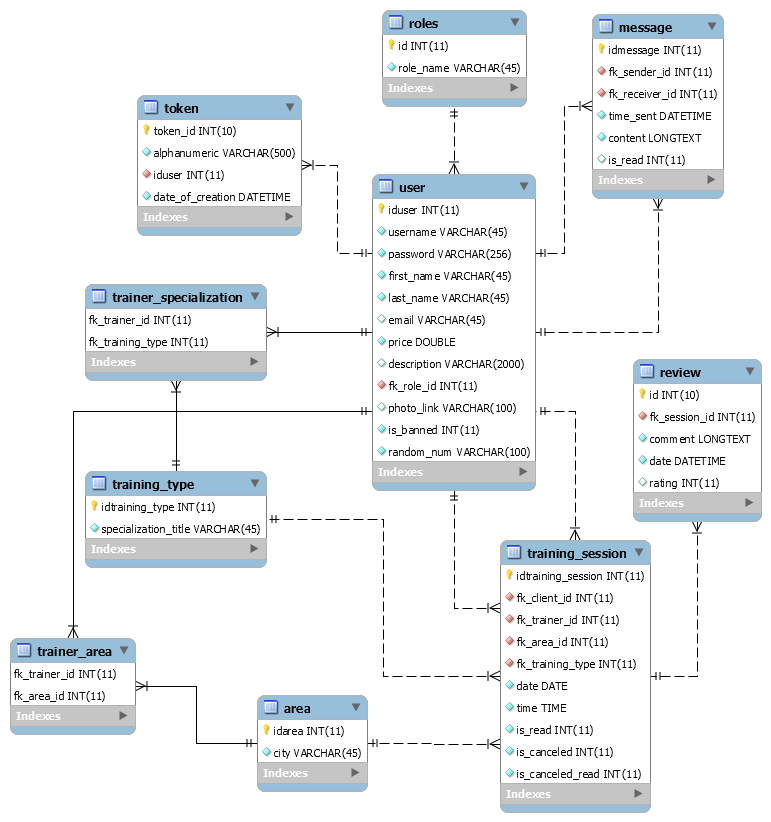 roles
id INT(11)
role_name VARCHAR(45)
Indexes
message
idmessage INT(11)
fk_sender_id INT(11)
fk_receiver_id INT(11)
time_sent DATETIME
content LONGTEXT
is_read INT(11)
Indexes
token
token_id INT(10)
alphanumeric VARCHAR(500)
iduser INT(11)
date_of_creation DATETIME
Indexes
user
iduser INT(11)
username VARCHAR(45)
password VARCHAR(256)
first_name VARCHAR(45)
last_name VARCHAR(45)
email VARCHAR(45)
price DOUBLE
description VARCHAR(2000)
fk_role_id INT(11)
photo_link VARCHAR(100)
is_banned INT(11)
random_num VARCHAR(100)
Indexes
trainer_specialization
fk_trainer_id INT(11)
fk_training_type INT(11)
Indexes
review
id INT(10)
fk_session_id INT(11)
comment LONGTEXT
date DATETIME
rating INT(11)
Indexes
training_type
idtraining_type INT(11)
specialization_title VARCHAR(45)
Indexes
training_session
idtraining_session INT(11)
fk_client_id INT(11)
fk_trainer_id INT(11)
fk_area_id INT(11)
fk_training_type INT(11)
date DATE
time TIME
is_read INT(11)
is_canceled INT(11)
is_canceled_read INT(11)
Indexes
trainer_area
fk_trainer_id INT(11)
fk_area_id INT(11)
Indexes
area
idarea INT(11)
city VARCHAR(45)
Indexes